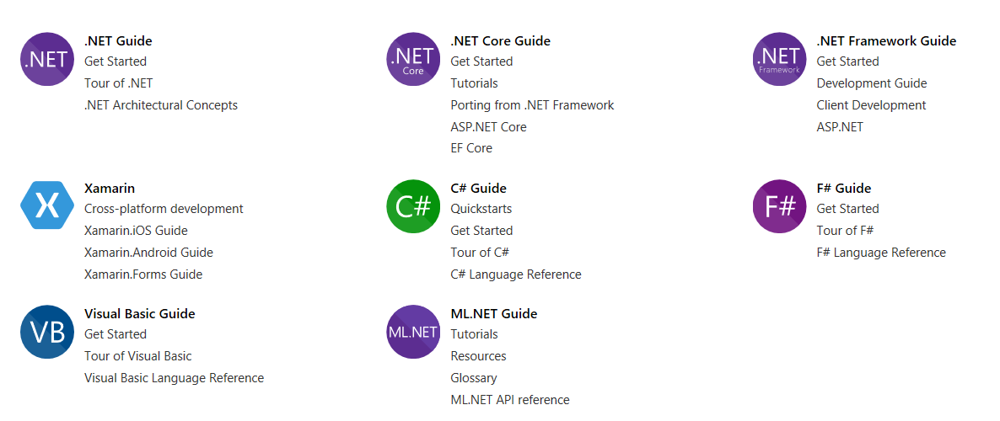 .NET
.NET Guide
Get Started
Tour of .NET
.NET Architectural Concepts
.NET
Core
.NET Core Guide
Get Started
Tutorials
Porting from .NET Framework
ASP.NET Core
EF Core
.NET
Framework
.NET Framework Guide
Get Started
Development Guide
Client Development
ASP.NET
X
Xamarin
Cross-platform development
Xamarin.iOS Guide
Xamarin.Android Guide
Xamarin.Forms Guide
C#
C# Guide
Quickstarts
Get Started
Tour of C#
C# Language Reference
F#
F# Guide
Get Started
Tour of F#
F# Language Reference
VB
Visual Basic Guide
Get Started
Tour of Visual Basic
Visual Basic Language Reference
ML.NET
ML.NET Guide
Tutorials
Resources
Glossary
ML.NET API reference